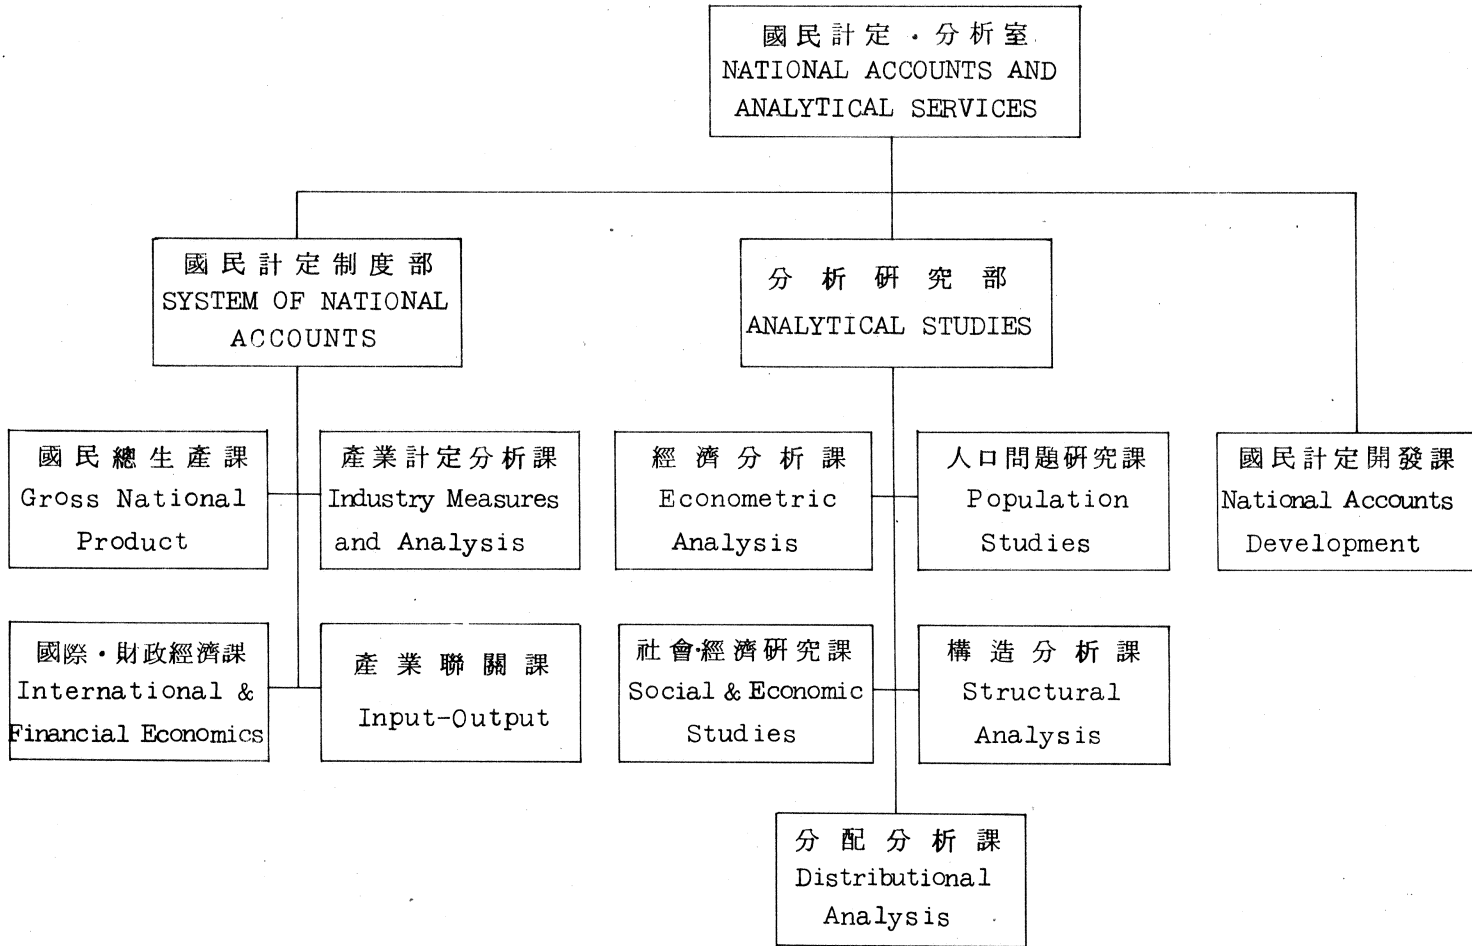 國民計定·分析室
NATIONAL ACCOUNTS AND
ANALYTICAL SERVICES
國民計定制度部
SYSTEM OF NATIONAL
ACCOUNTS
分析硏究部
ANALYTICAL STUDIES
國民總生產課
Gross National
Product
產業計定分析課
Industry Measures
and Analysis
經濟分析課
Econometric
Analysis
人口問題硏究課
Population
Studies
國民計定開發課
National Accounts
Development
國際·財政經濟課
International &
Financial Economics
產業聯關課
Input-Output
社會·經濟硏究課
Social & Economic
Studies
構造分析課
Structural
Analysis
分配分析課
Distributional
Analysis